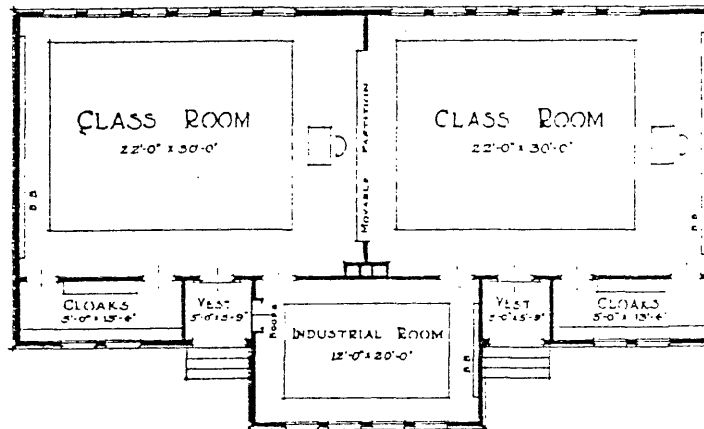 CLASS ROOM
22'-0" x 30'-0"
B.B.
MOVABLE PARTITION
CLASS ROOM
22'-0" x 30'-0"
B.B.
CLOAKS
5'-0" x 13'-4"
VEST
5'-0" x 5'-9"
BOOKS
INDUSTRIAL ROOM
12'-0" x 20'-0"
B.B.
VEST
5'-0" x 5'-9"
CLOAKS
5'-0" x 13'-4"